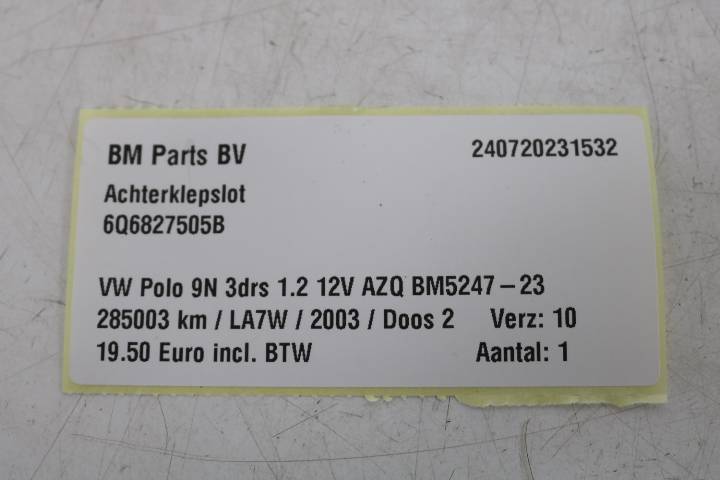 BM Parts BV 240720231532
Achterklepslot
6Q6827505B
VW Polo 9N 3drs 1.2 12V AZQ BM5247-23
285003 km / LA7W / 2003 / Doos 2 Verz: 10
19.50 Euro incl. BTW Aantal: 1